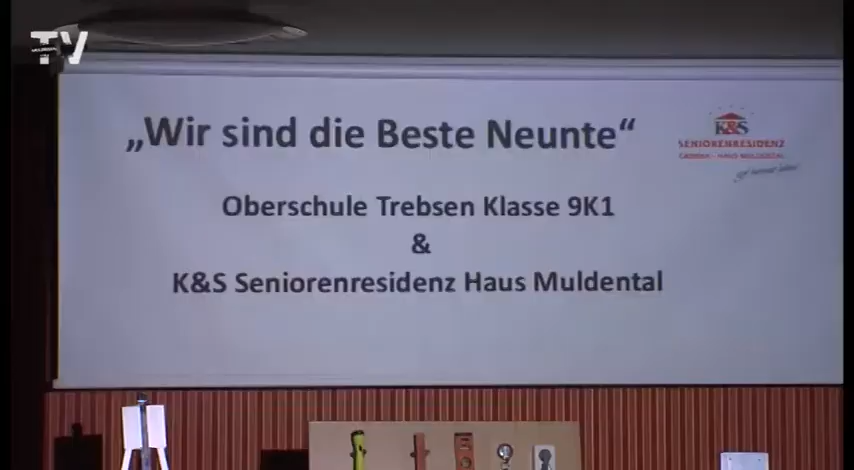 TV
„Wir sind die Beste Neunte“
K&S
SENIORENRESIDENZ
Oberschule Trebsen Klasse 9K1
&
K&S Seniorenresidenz Haus Muldental